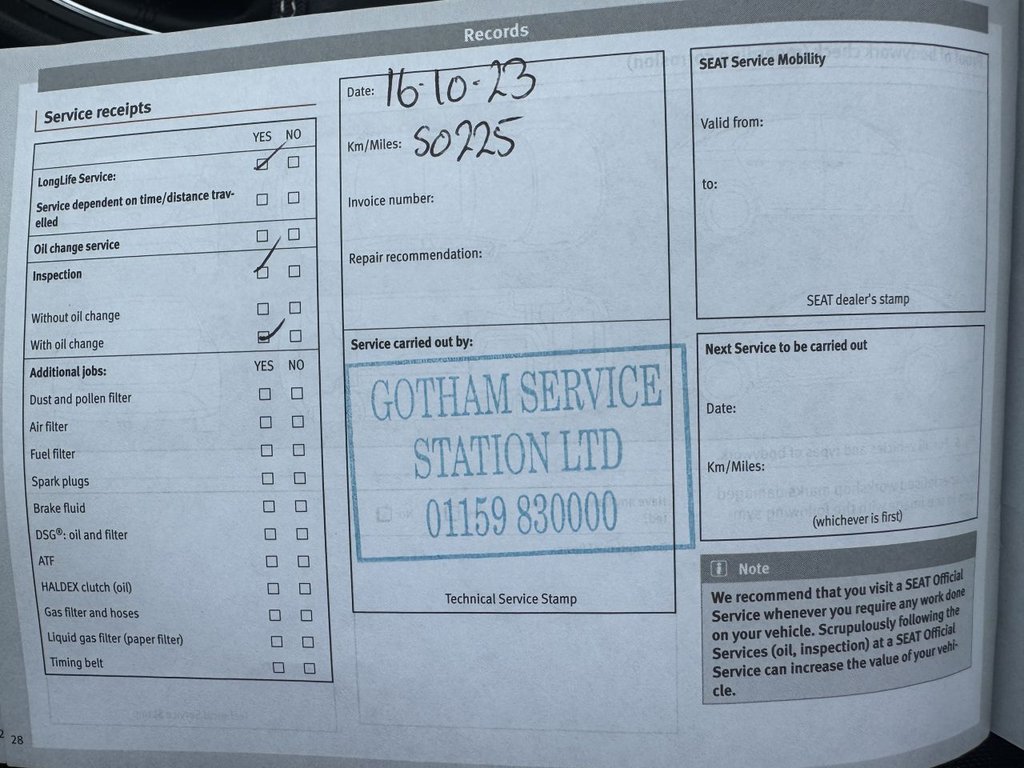 Records
Service receipts
YES NO
LongLife Service:
Service dependent on time/distance trav-
elled
Oil change service
Inspection
Without oil change
With oil change
Additional jobs: YES NO
Dust and pollen filter
Air filter
Fuel filter
Spark plugs
Brake fluid
DSG®: oil and filter
ATF
HALDEX clutch (oil)
Gas filter and hoses
Liquid gas filter (paper filter)
Timing belt
28
Date: 16-10-23
Km/Miles: 50225
Invoice number:
Repair recommendation:
Service carried out by:
GOTHAM SERVICE
STATION LTD
01159 830000
Technical Service Stamp
SEAT Service Mobility
Valid from:
to:
SEAT dealer's stamp
Next Service to be carried out
Date:
Km/Miles:
(whichever is first)
Note
We recommend that you visit a SEAT Official
Service whenever you require any work done
on your vehicle. Scrupulously following the
Services (oil, inspection) at a SEAT Official
Service can increase the value of your vehi-
cle.